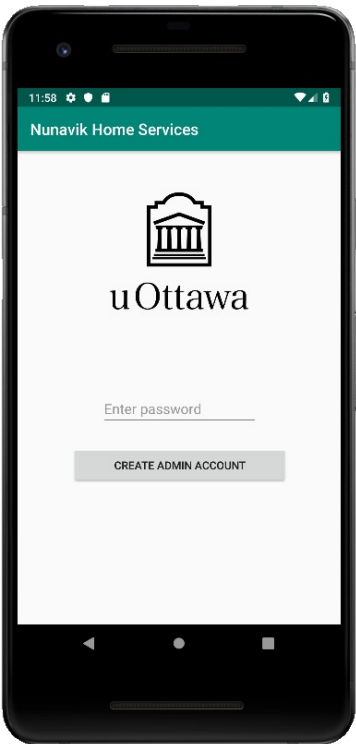 11:58
Nunavik Home Services
uOttawa
Enter password
CREATE ADMIN ACCOUNT